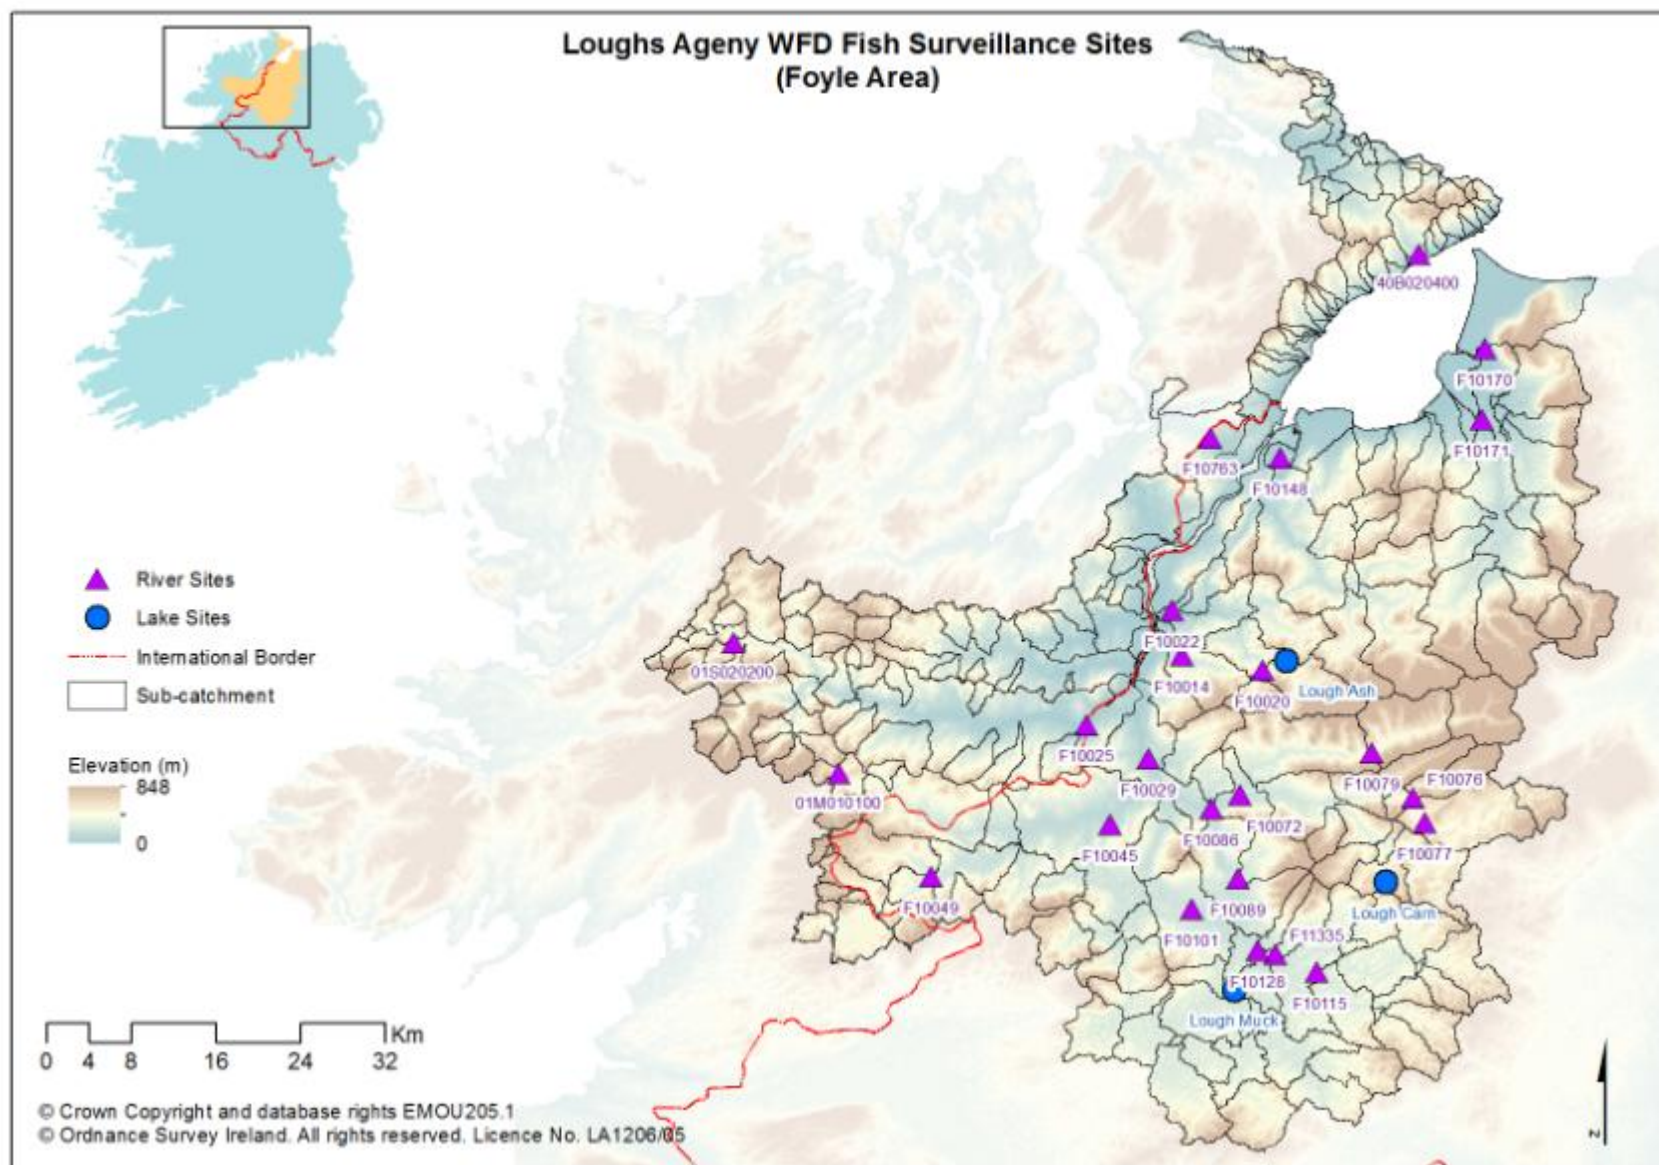 Loughs Ageny WFD Fish Surveillance Sites
(Foyle Area)
40B020400
F10170
F10171
F10763
F10148
River Sites
Lake Sites
International Border
Sub-catchment
Elevation (m)
848
0
F10022
01S020200
F10014
F10020
Lough Ash
F10025
F10029
F10079
F10076
01M010100
F10072
F10086
F10045
F10077
F10049
F10089
Lough Carn
F10101
F11335
F10128
F10115
Lough Muck
Km
0 4 8 16 24 32
© Crown Copyright and database rights EMOU205.1
© Ordnance Survey Ireland. All rights reserved. Licence No. LA1206/05
N